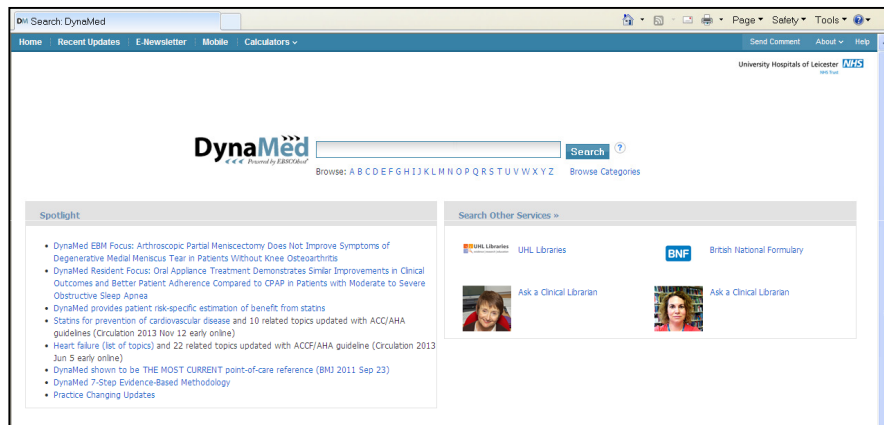 DM Search: DynaMed
Page Safety Tools
Home Recent Updates E-Newsletter Mobile Calculators Send Comment About Help
University Hospitals of Leicester NHS
NHS Trust
DynaMed
Powered by EBSCOhost
Search ?
Browse: A B C D E F G H I J K L M N O P Q R S T U V W X Y Z Browse Categories
Spotlight
• DynaMed EBM Focus: Arthroscopic Partial Meniscectomy Does Not Improve Symptoms of
Degenerative Medial Meniscus Tear in Patients Without Knee Osteoarthritis
• DynaMed Resident Focus: Oral Appliance Treatment Demonstrates Similar Improvements in Clinical
Outcomes and Better Patient Adherence Compared to CPAP in Patients with Moderate to Severe
Obstructive Sleep Apnea
• DynaMed provides patient risk-specific estimation of benefit from statins
• Statins for prevention of cardiovascular disease and 10 related topics updated with ACC/AHA
guidelines (Circulation 2013 Nov 12 early online)
• Heart failure (list of topics) and 22 related topics updated with ACCF/AHA guideline (Circulation 2013
Jun 5 early online)
• DynaMed shown to be THE MOST CURRENT point-of-care reference (BMJ 2011 Sep 23)
• DynaMed 7-Step Evidence-Based Methodology
• Practice Changing Updates
Search Other Services »
UHL Libraries
UHL Libraries
BNF
British National Formulary
Ask a Clinical Librarian
Ask a Clinical Librarian